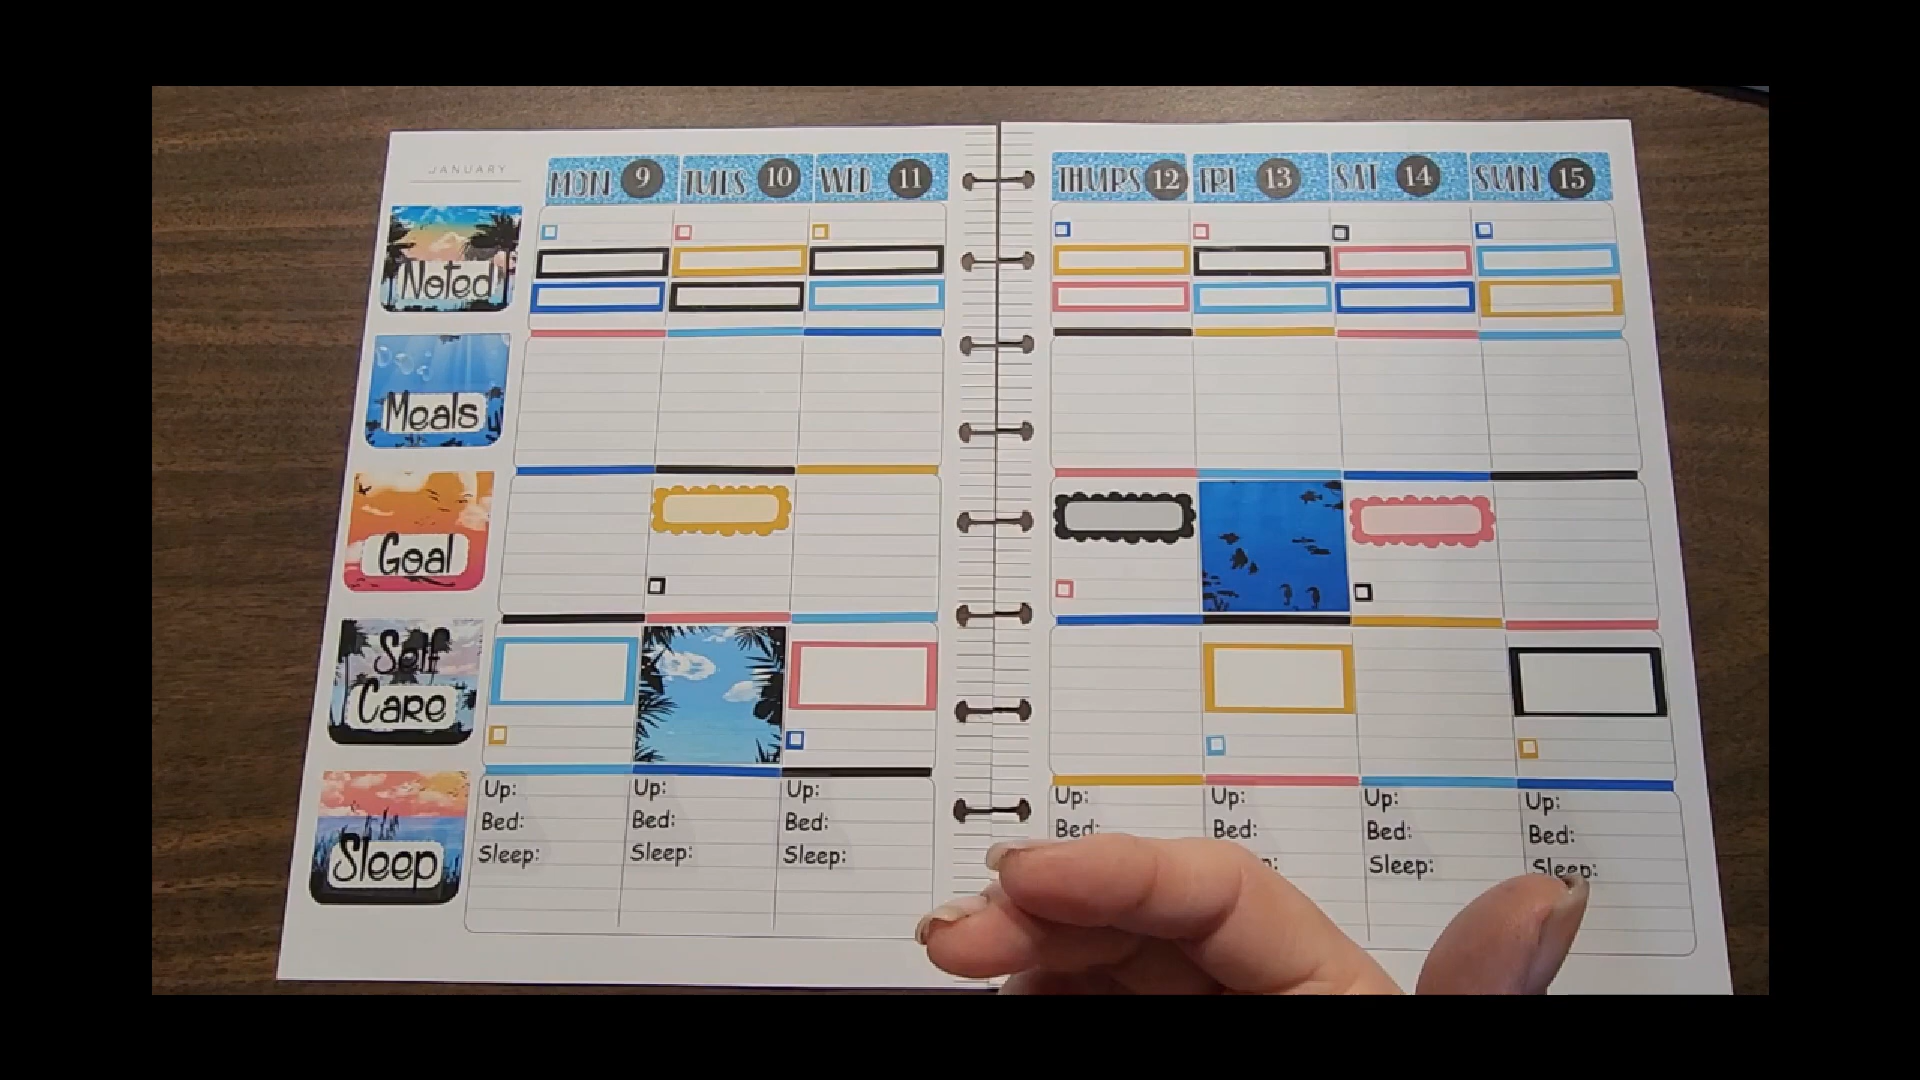 JANUARY
MON 9 TUES 10 WED 11 THURS 12 FRI 13 SAT 14 SUN 15
Noted
Meals
Goal
Self
Care
Sleep
Up: Up: Up: Up: Up: Up: Up:
Bed: Bed: Bed: Bed: Bed: Bed: Bed:
Sleep: Sleep: Sleep: Sleep: Sleep: